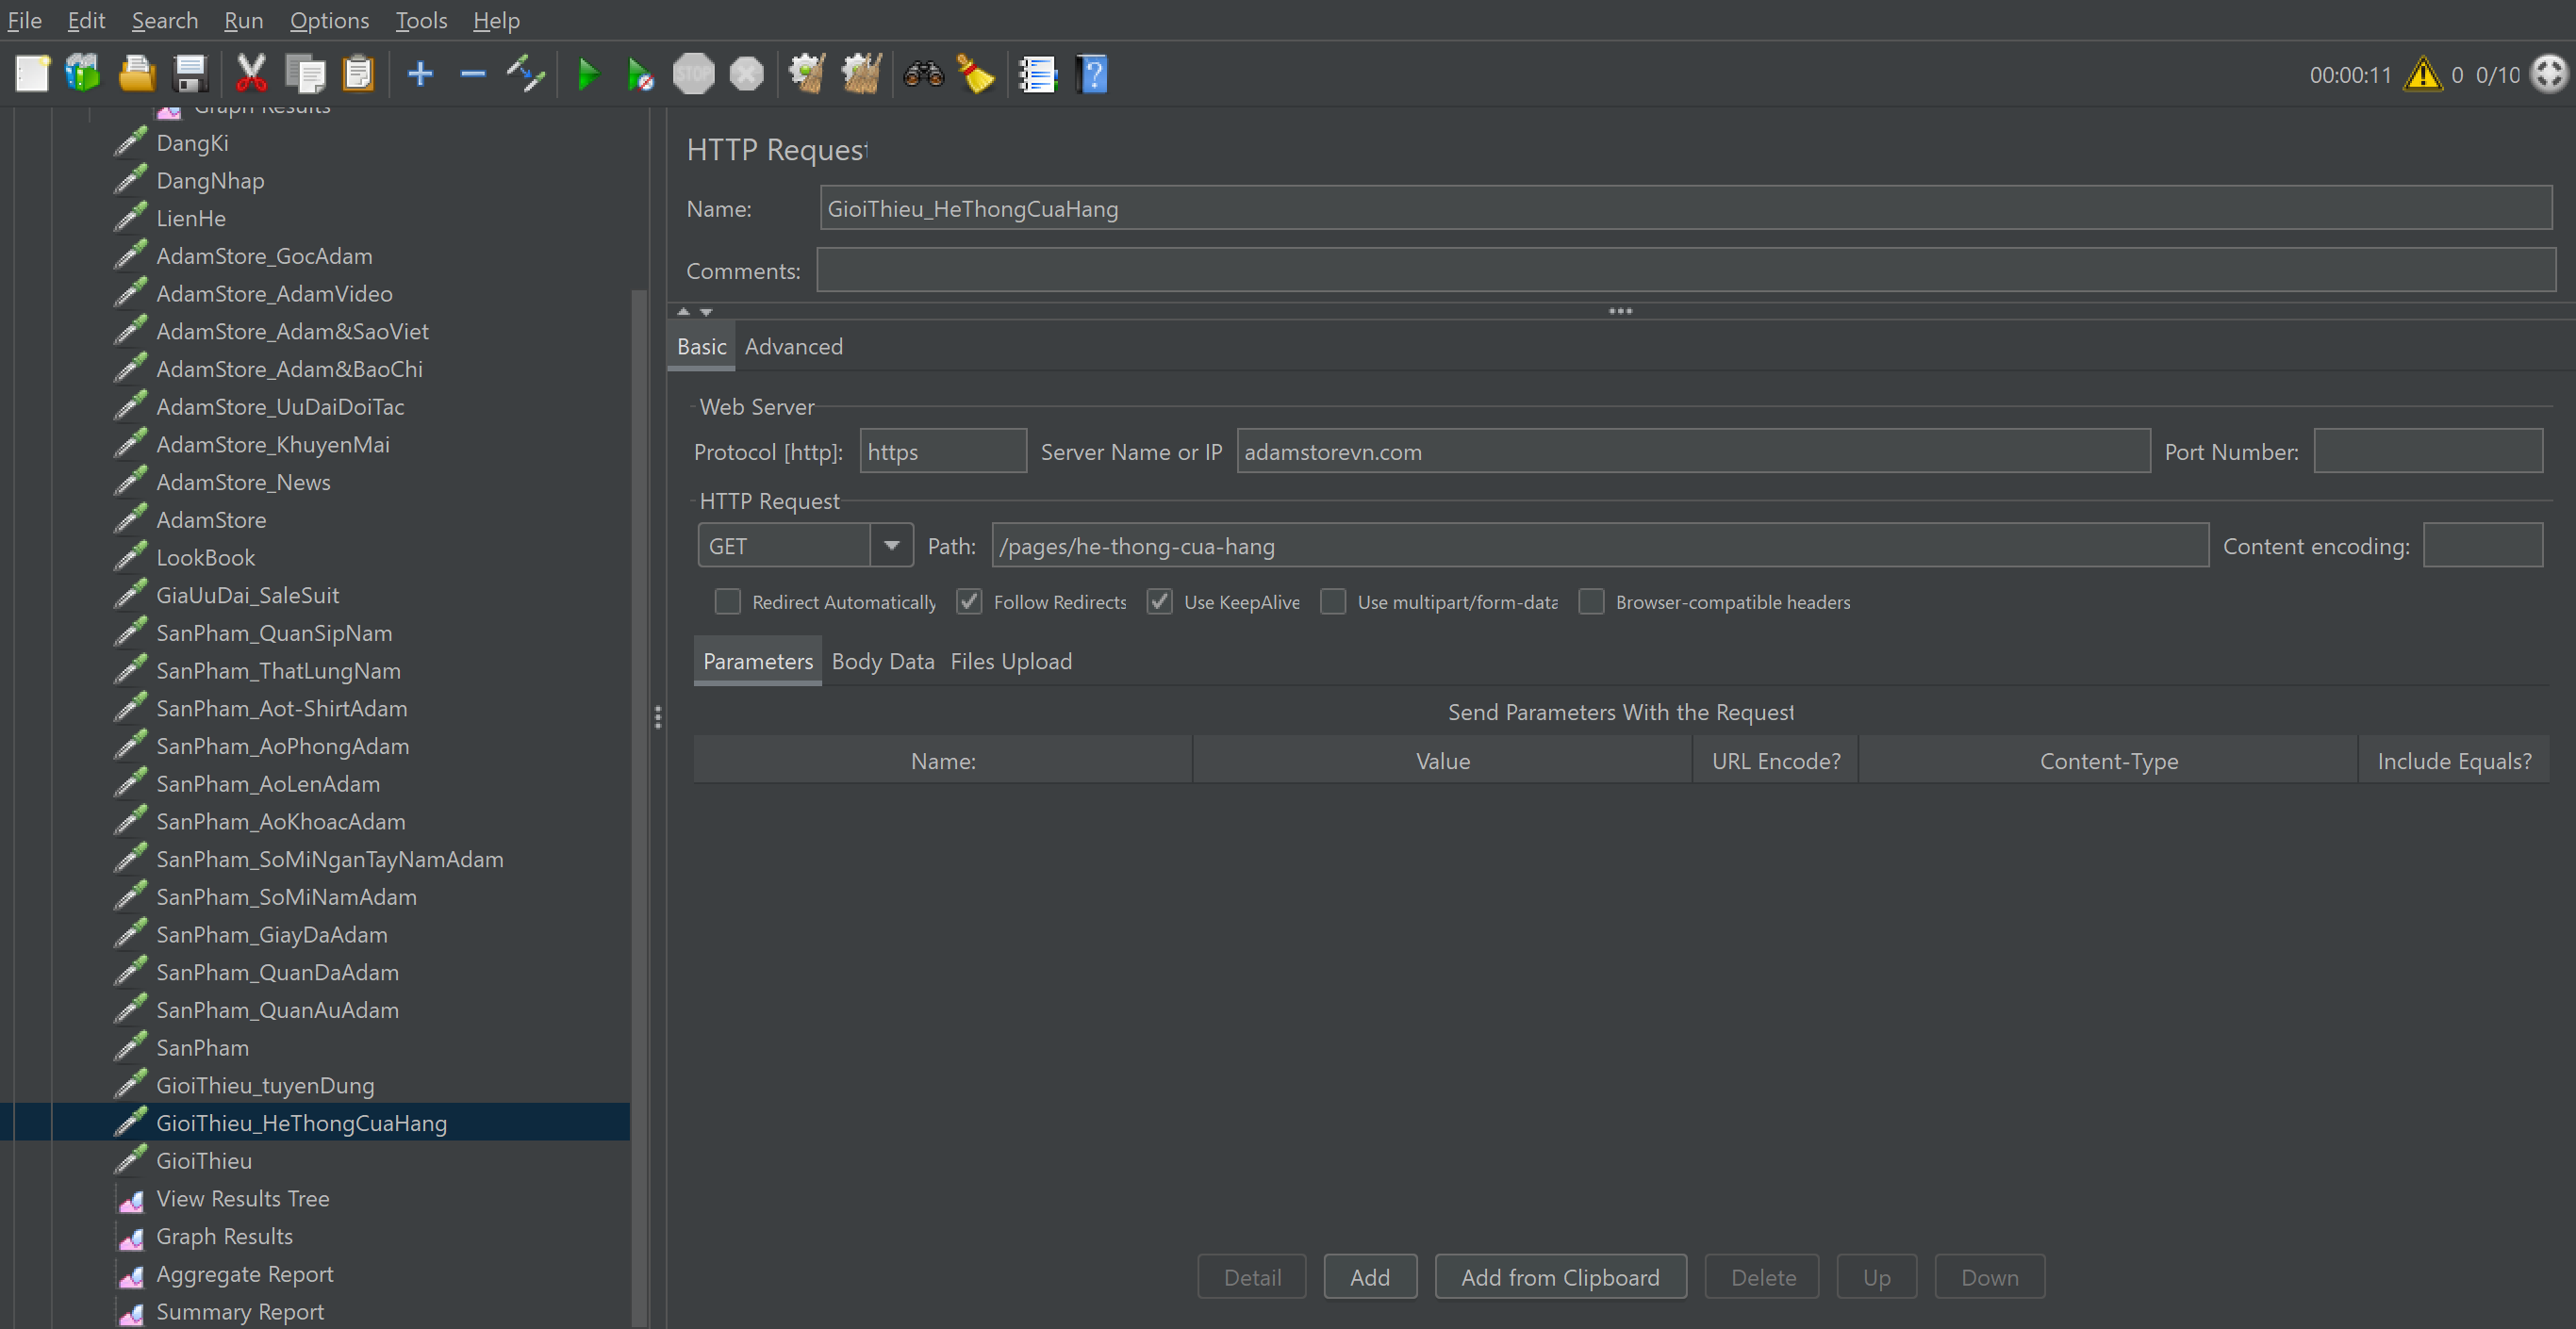 File Edit Search Run Options Tools Help
STOP
00:00:11 0 0/10
Graph Results
DangKi
DangNhap
LienHe
AdamStore_GocAdam
AdamStore_AdamVideo
AdamStore_Adam&SaoViet
AdamStore_Adam&BaoChi
AdamStore_UuDaiDoiTac
AdamStore_KhuyenMai
AdamStore_News
AdamStore
LookBook
GiaUuDai_SaleSuit
SanPham_QuanSipNam
SanPham_ThatLungNam
SanPham_Aot-ShirtAdam
SanPham_AoPhongAdam
SanPham_AoLenAdam
SanPham_AoKhoacAdam
SanPham_SoMiNganTayNamAdam
SanPham_SoMiNamAdam
SanPham_GiayDaAdam
SanPham_QuanDaAdam
SanPham_QuanAuAdam
SanPham
GioiThieu_tuyenDung
GioiThieu_HeThongCuaHang
GioiThieu
View Results Tree
Graph Results
Aggregate Report
Summary Report
HTTP Request
Name: GioiThieu_HeThongCuaHang
Comments:
Basic Advanced
Web Server
Protocol [http]: https Server Name or IP adamstorevn.com Port Number:
HTTP Request
GET Path: /pages/he-thong-cua-hang Content encoding:
Redirect Automatically Follow Redirects Use KeepAlive Use multipart/form-data Browser-compatible headers
Parameters Body Data Files Upload
Send Parameters With the Request
Name: Value URL Encode? Content-Type Include Equals?
Detail Add Add from Clipboard Delete Up Down